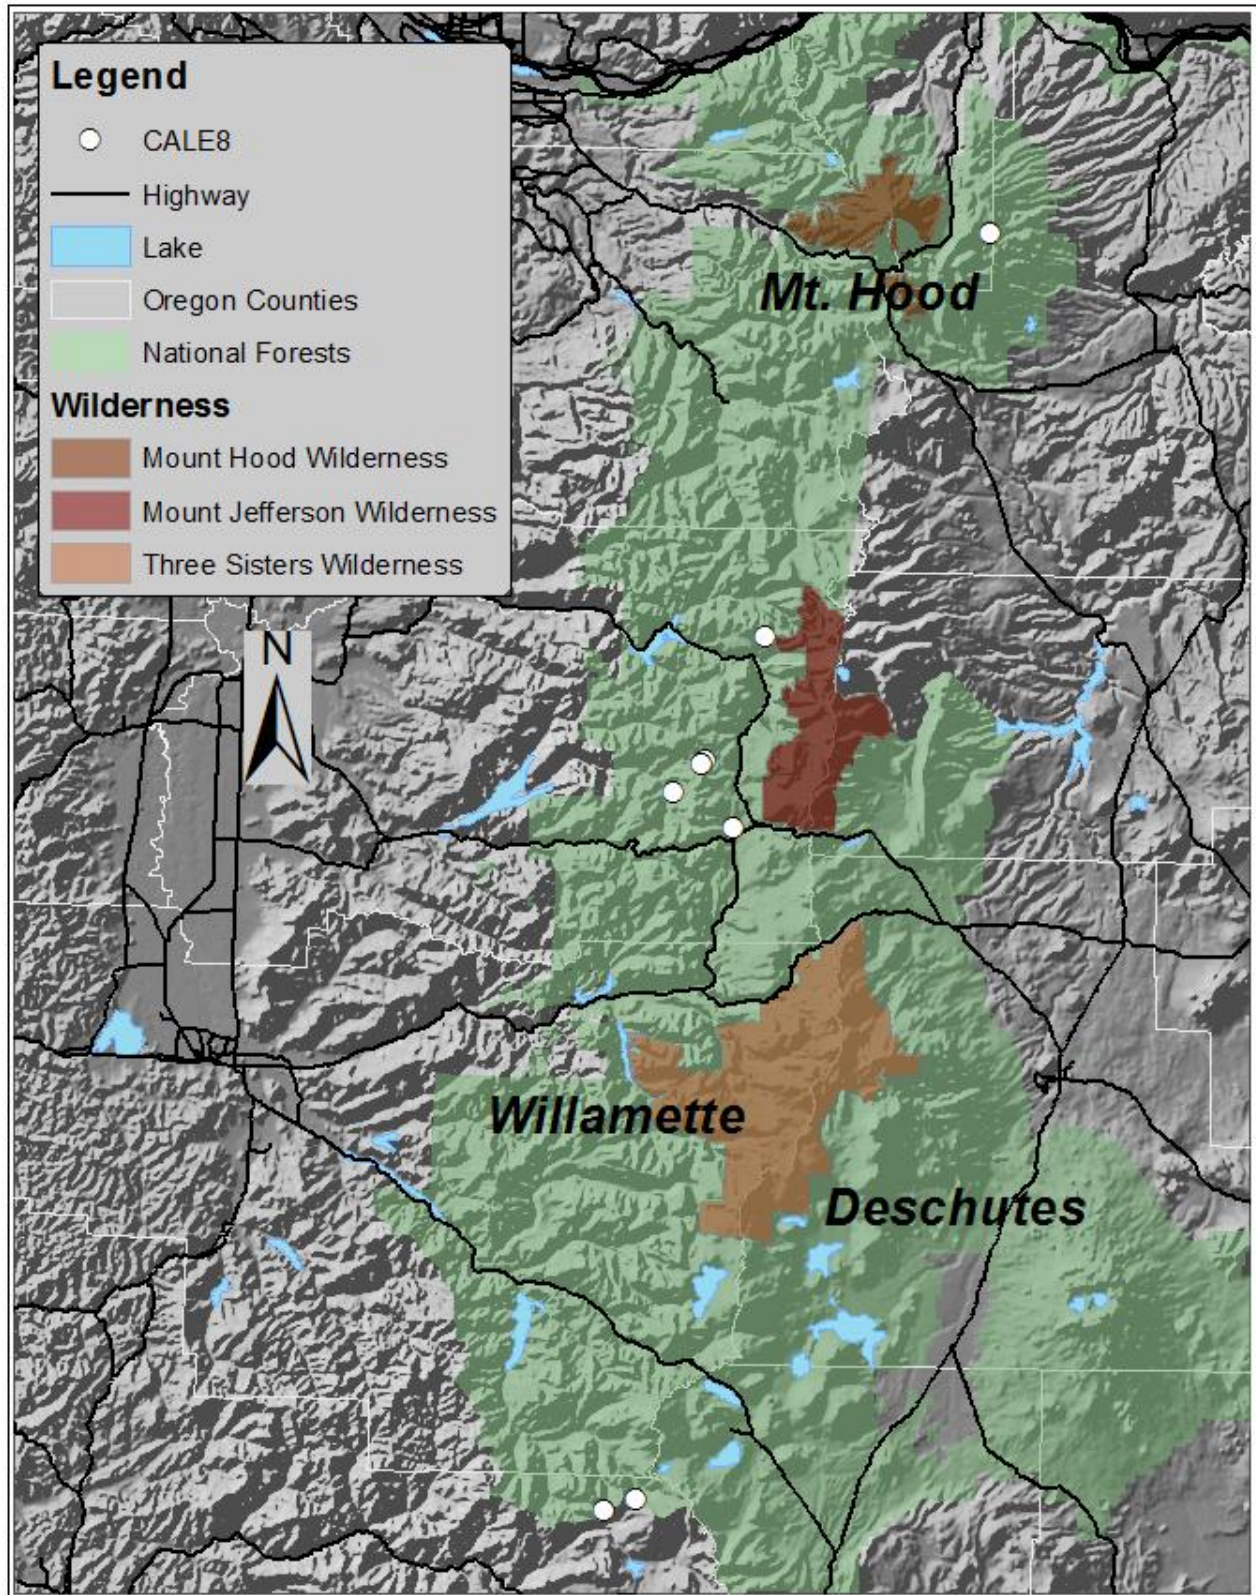 Legend
CALE8
Highway
Lake
Oregon Counties
National Forests
Wilderness
Mount Hood Wilderness
Mount Jefferson Wilderness
Three Sisters Wilderness
N
Mt. Hood
Willamette
Deschutes